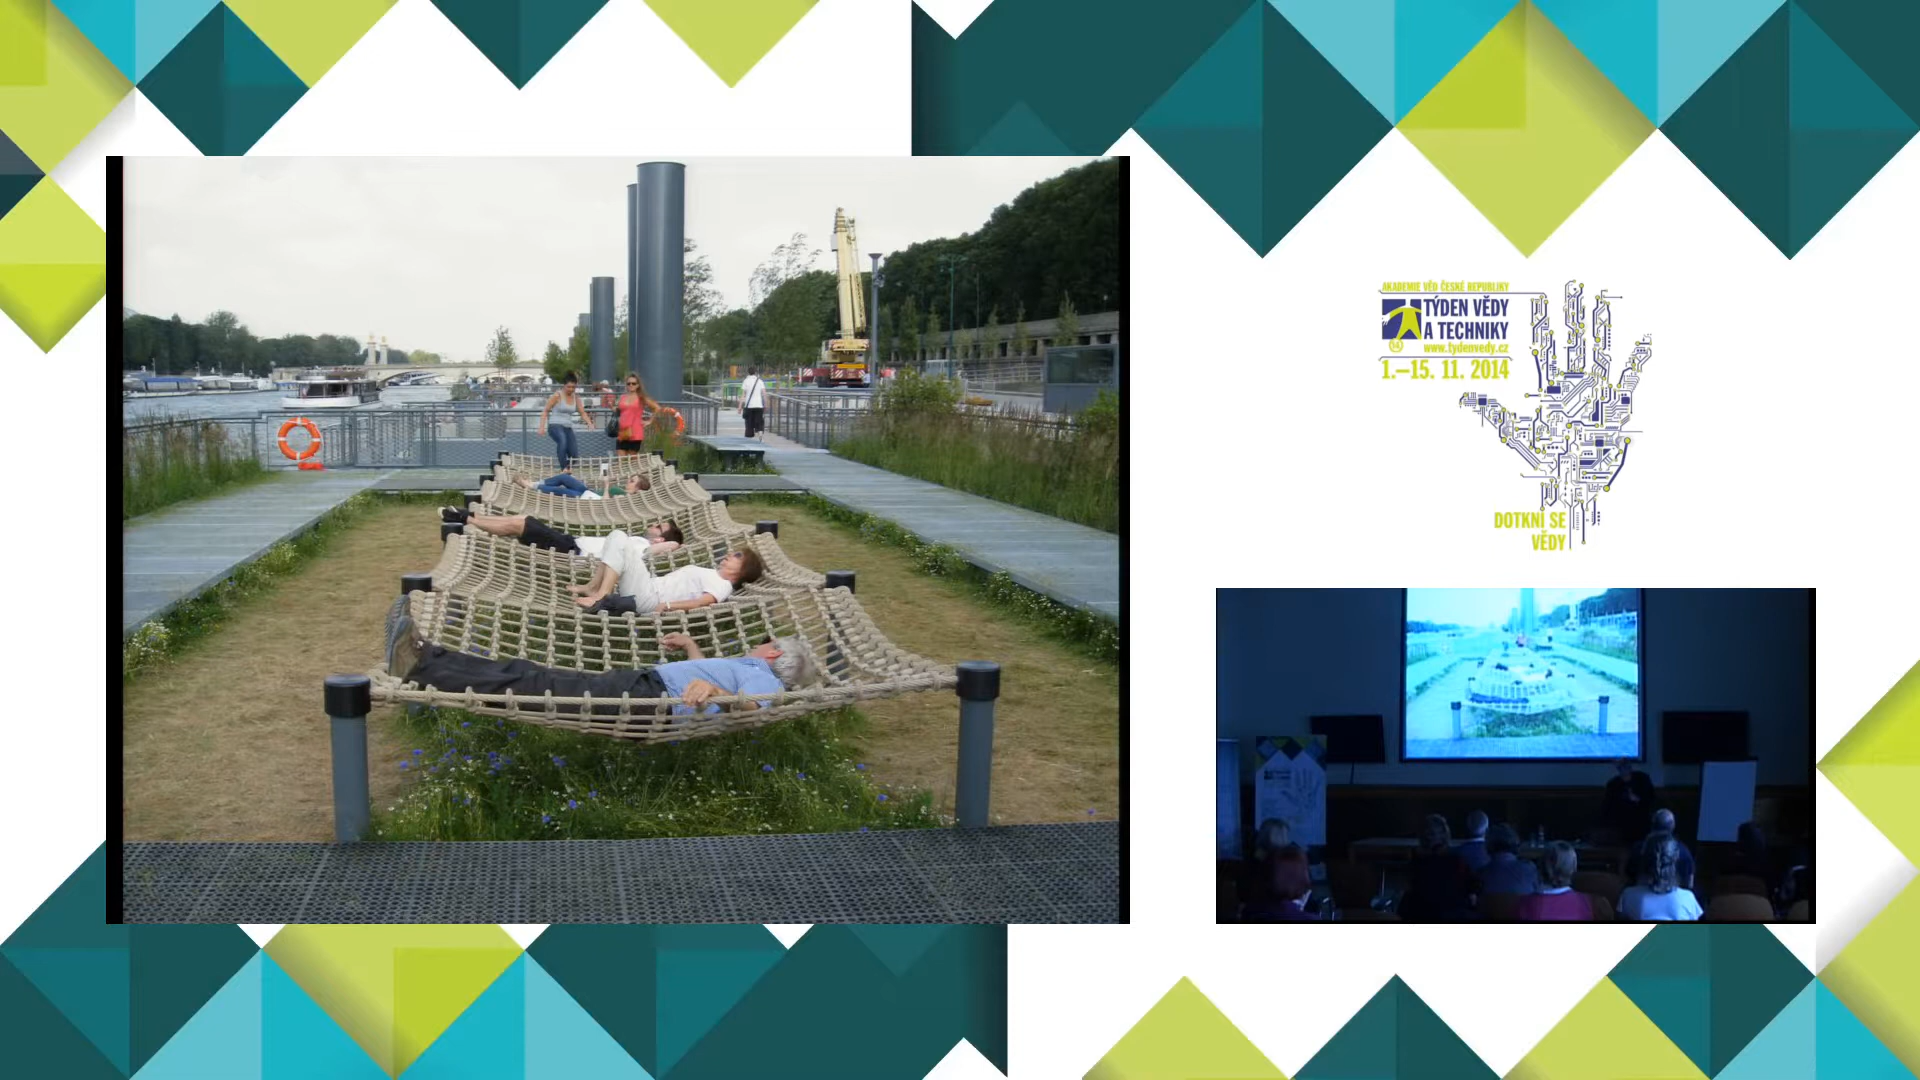 AKADEMIE VĚD ČESKÉ REPUBLIKY
TÝDEN VĚDY
A TECHNIKY
www.tydenvedy.cz
1.–15. 11. 2014
DOTKNI SE
VĚDY